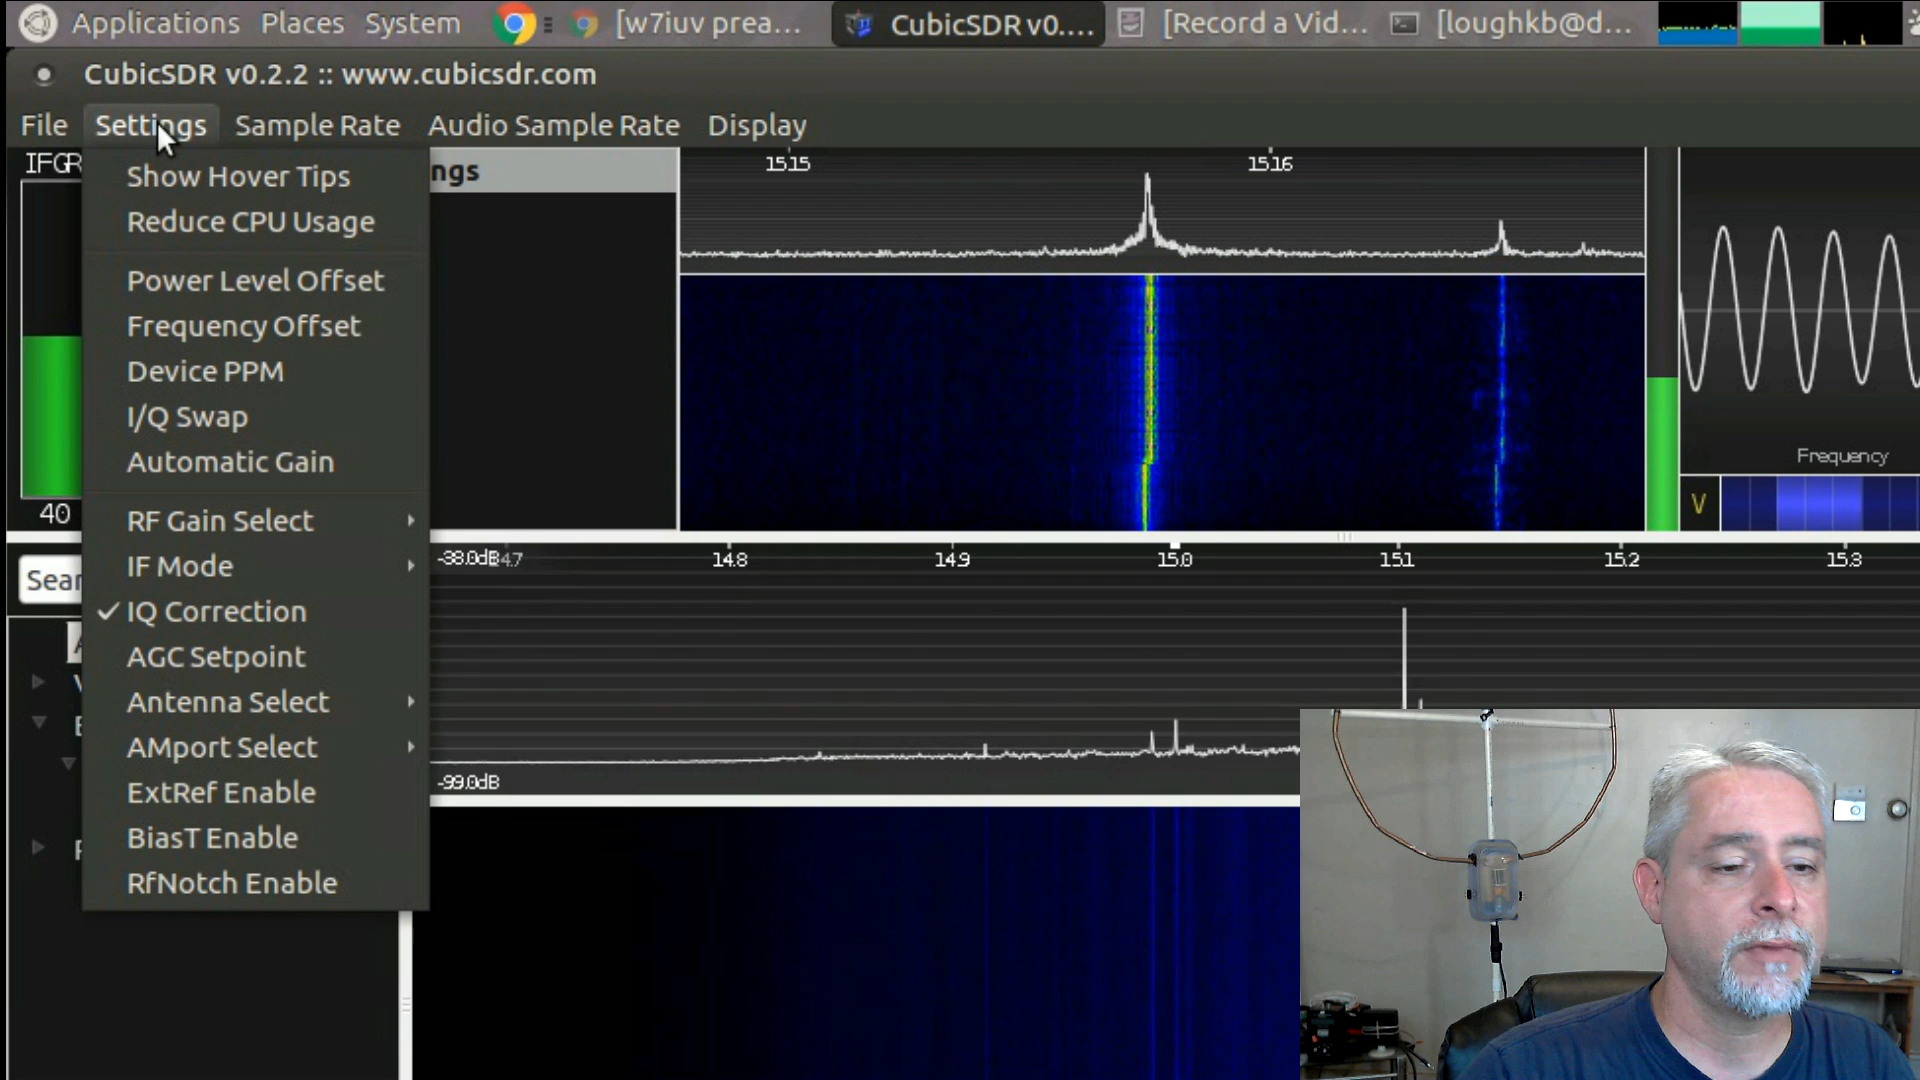 Applications Places System [w7iuv prea... CubicSDR v0.... [Record a Vid... [loughkb@d...
CubicSDR v0.2.2 :: www.cubicsdr.com
File Settings Sample Rate Audio Sample Rate Display
IFGR
ngs
15.15 15.16
Show Hover Tips
Reduce CPU Usage
Power Level Offset
Frequency Offset
Device PPM
I/Q Swap
Automatic Gain
RF Gain Select
IF Mode
IQ Correction
AGC Setpoint
Antenna Select
AMport Select
ExtRef Enable
BiasT Enable
RfNotch Enable
Frequency
V
40
-38.0dB 14.8 14.9 15.0 15.1 15.2 15.3
Sear
-99.0dB